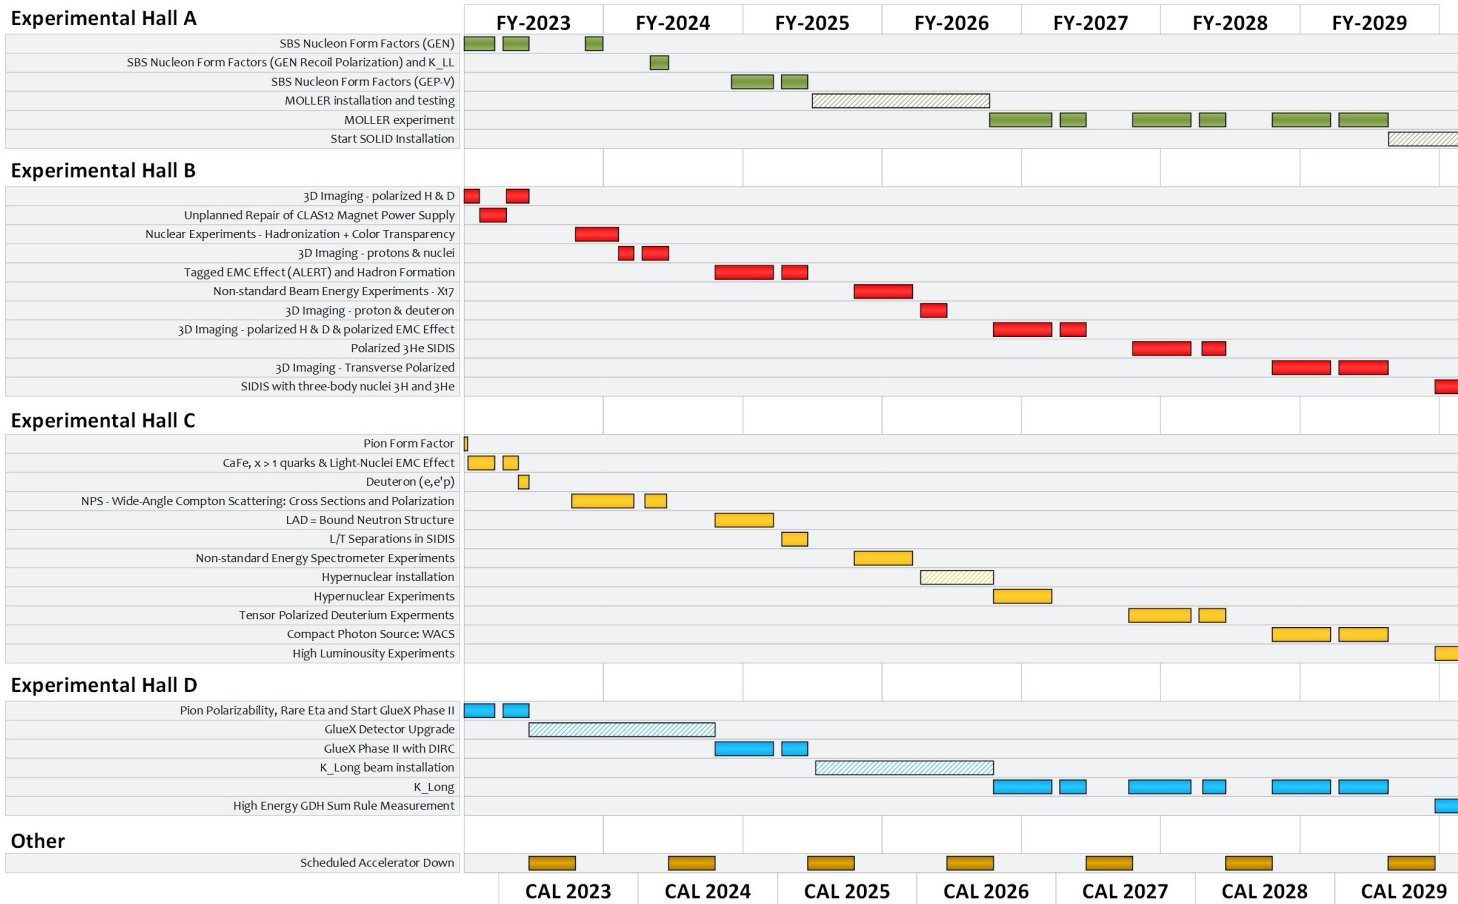 Experimental Hall A
FY-2023 FY-2024 FY-2025 FY-2026 FY-2027 FY-2028 FY-2029
SBS Nucleon Form Factors (GEN)
SBS Nucleon Form Factors (GEN Recoil Polarization) and K_LL
SBS Nucleon Form Factors (GEP-V)
MOLLER installation and testing
MOLLER experiment
Start SOLID Installation
Experimental Hall B
3D Imaging - polarized H & D
Unplanned Repair of CLAS12 Magnet Power Supply
Nuclear Experiments - Hadronization + Color Transparency
3D Imaging - protons & nuclei
Tagged EMC Effect (ALERT) and Hadron Formation
Non-standard Beam Energy Experiments - X17
3D Imaging - proton & deuteron
3D Imaging - polarized H & D & polarized EMC Effect
Polarized 3He SIDIS
3D Imaging - Transverse Polarized
SIDIS with three-body nuclei 3H and 3He
Experimental Hall C
Pion Form Factor
CaFe, x > 1 quarks & Light-Nuclei EMC Effect
Deuteron (e,e'p)
NPS - Wide-Angle Compton Scattering: Cross Sections and Polarization
LAD = Bound Neutron Structure
L/T Separations in SIDIS
Non-standard Energy Spectrometer Experiments
Hypernuclear installation
Hypernuclear Experiments
Tensor Polarized Deuterium Experments
Compact Photon Source: WACS
High Luminousity Experiments
Experimental Hall D
Pion Polarizability, Rare Eta and Start GlueX Phase II
GlueX Detector Upgrade
GlueX Phase II with DIRC
K_Long beam installation
K_Long
High Energy GDH Sum Rule Measurement
Other
Scheduled Accelerator Down
CAL 2023 CAL 2024 CAL 2025 CAL 2026 CAL 2027 CAL 2028 CAL 2029